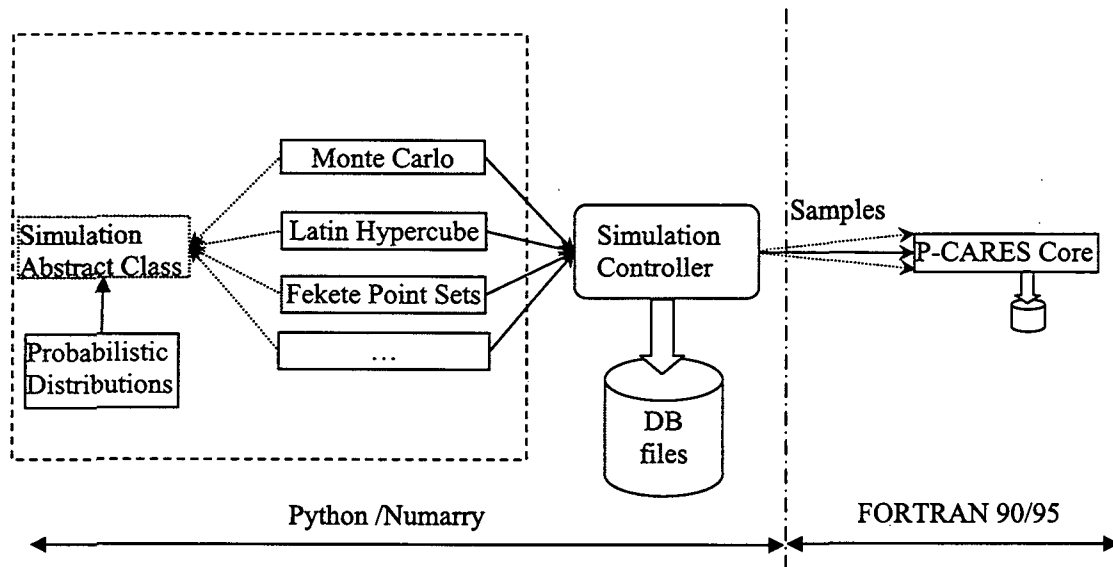 Monte Carlo
Simulation
Abstract Class
Latin Hypercube
Fekete Point Sets
…
Probabilistic
Distributions
Simulation
Controller
DB
files
Samples
P-CARES Core
Python /Numarry
FORTRAN 90/95